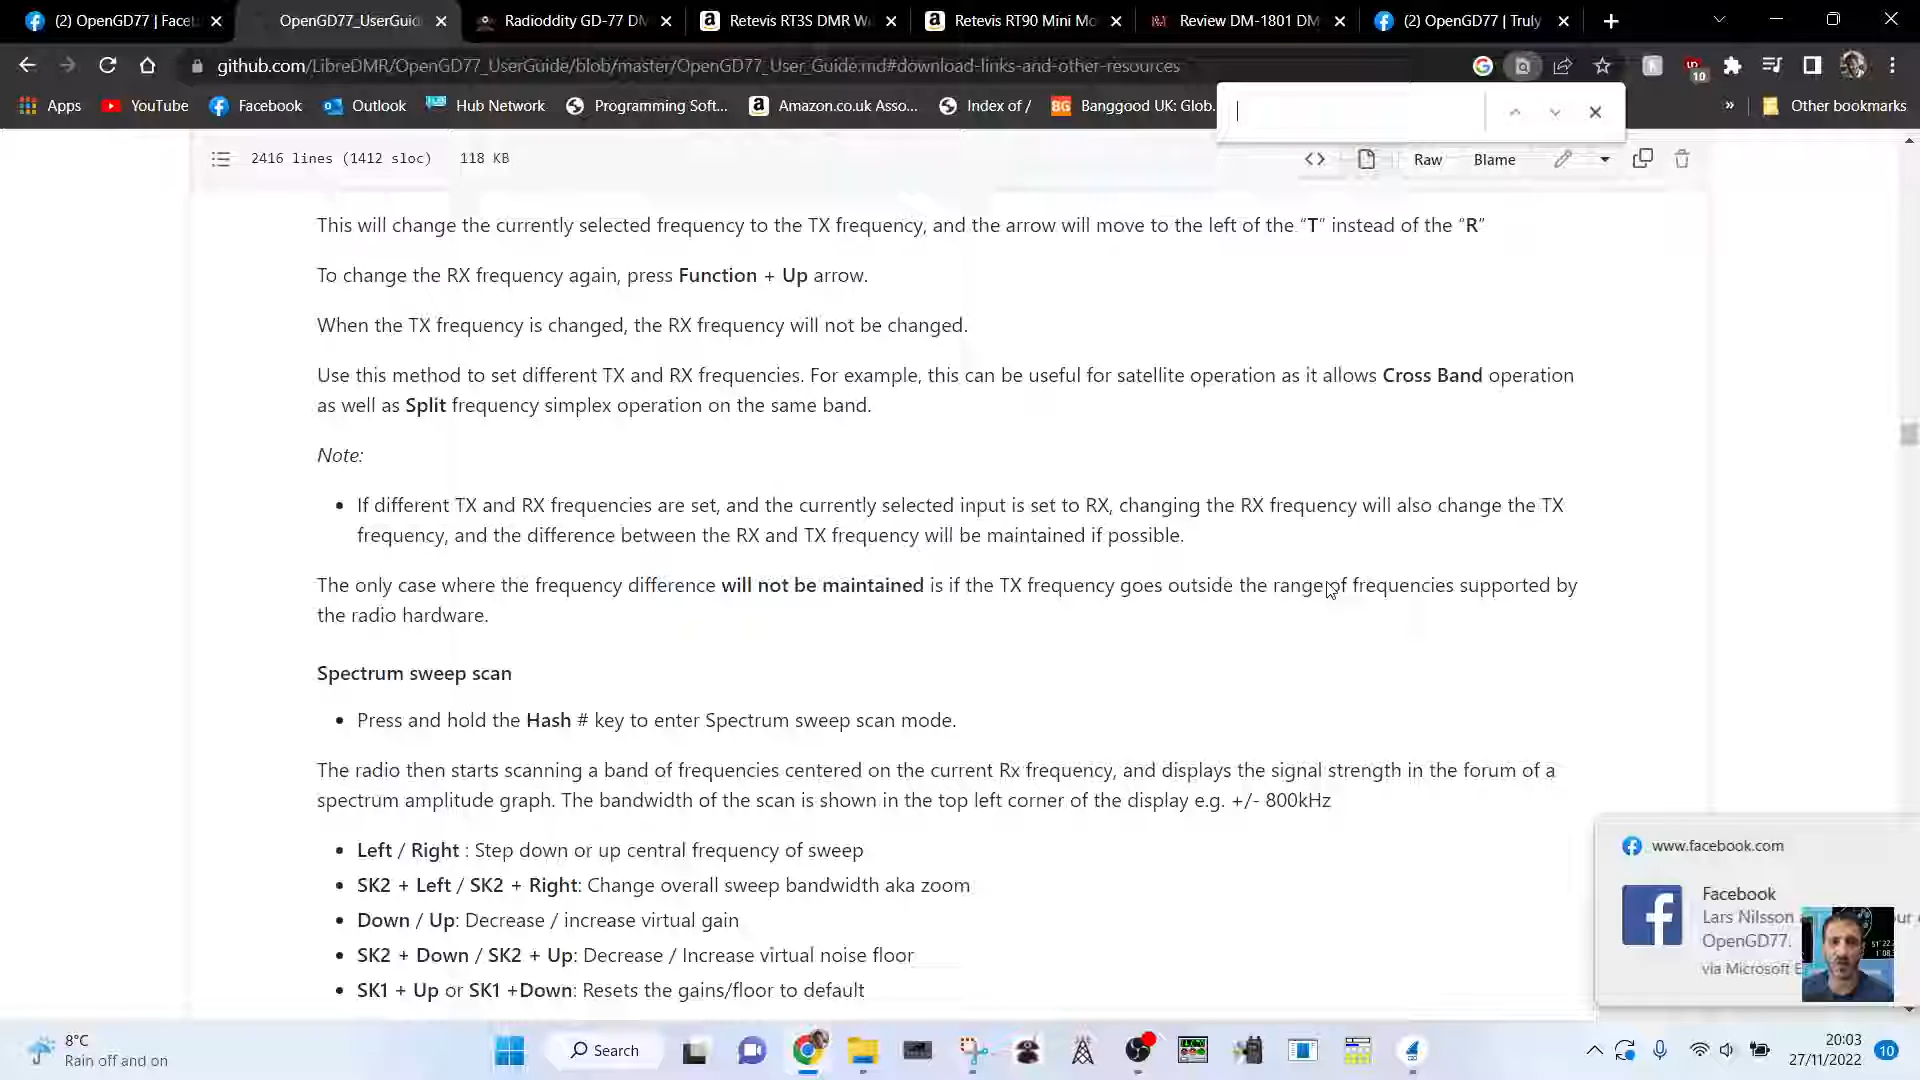 (2) OpenGD77 | Facel
OpenGD77_UserGuid
Radioddity GD-77 DM
Retevis RT3S DMR W
Retevis RT90 Mini Mo
Review DM-1801 DM
(2) OpenGD77 | Truly
github.com/LibreDMR/OpenGD77_UserGuide/blob/master/OpenGD77_User_Guide.md#download-links-and-other-resources
10
Apps
YouTube
Facebook
Outlook
Hub Network
Programming Soft...
Amazon.co.uk Asso...
Index of /
Banggood UK: Glob.
»
Other bookmarks
2416 lines (1412 sloc)
118 KB
Raw
Blame
This will change the currently selected frequency to the TX frequency, and the arrow will move to the left of the “T” instead of the “R”
To change the RX frequency again, press Function + Up arrow.
When the TX frequency is changed, the RX frequency will not be changed.
Use this method to set different TX and RX frequencies. For example, this can be useful for satellite operation as it allows Cross Band operation
as well as Split frequency simplex operation on the same band.
Note:
• If different TX and RX frequencies are set, and the currently selected input is set to RX, changing the RX frequency will also change the TX
frequency, and the difference between the RX and TX frequency will be maintained if possible.
The only case where the frequency difference will not be maintained is if the TX frequency goes outside the range of frequencies supported by
the radio hardware.
Spectrum sweep scan
• Press and hold the Hash # key to enter Spectrum sweep scan mode.
The radio then starts scanning a band of frequencies centered on the current Rx frequency, and displays the signal strength in the forum of a
spectrum amplitude graph. The bandwidth of the scan is shown in the top left corner of the display e.g. +/- 800kHz
• Left / Right : Step down or up central frequency of sweep
• SK2 + Left / SK2 + Right: Change overall sweep bandwidth aka zoom
• Down / Up: Decrease / increase virtual gain
• SK2 + Down / SK2 + Up: Decrease / Increase virtual noise floor
• SK1 + Up or SK1 +Down: Resets the gains/floor to default
www.facebook.com
Facebook
Lars Nilsson
OpenGD77.
via Microsoft E
8°C
Rain off and on
Search
20:03
27/11/2022
10